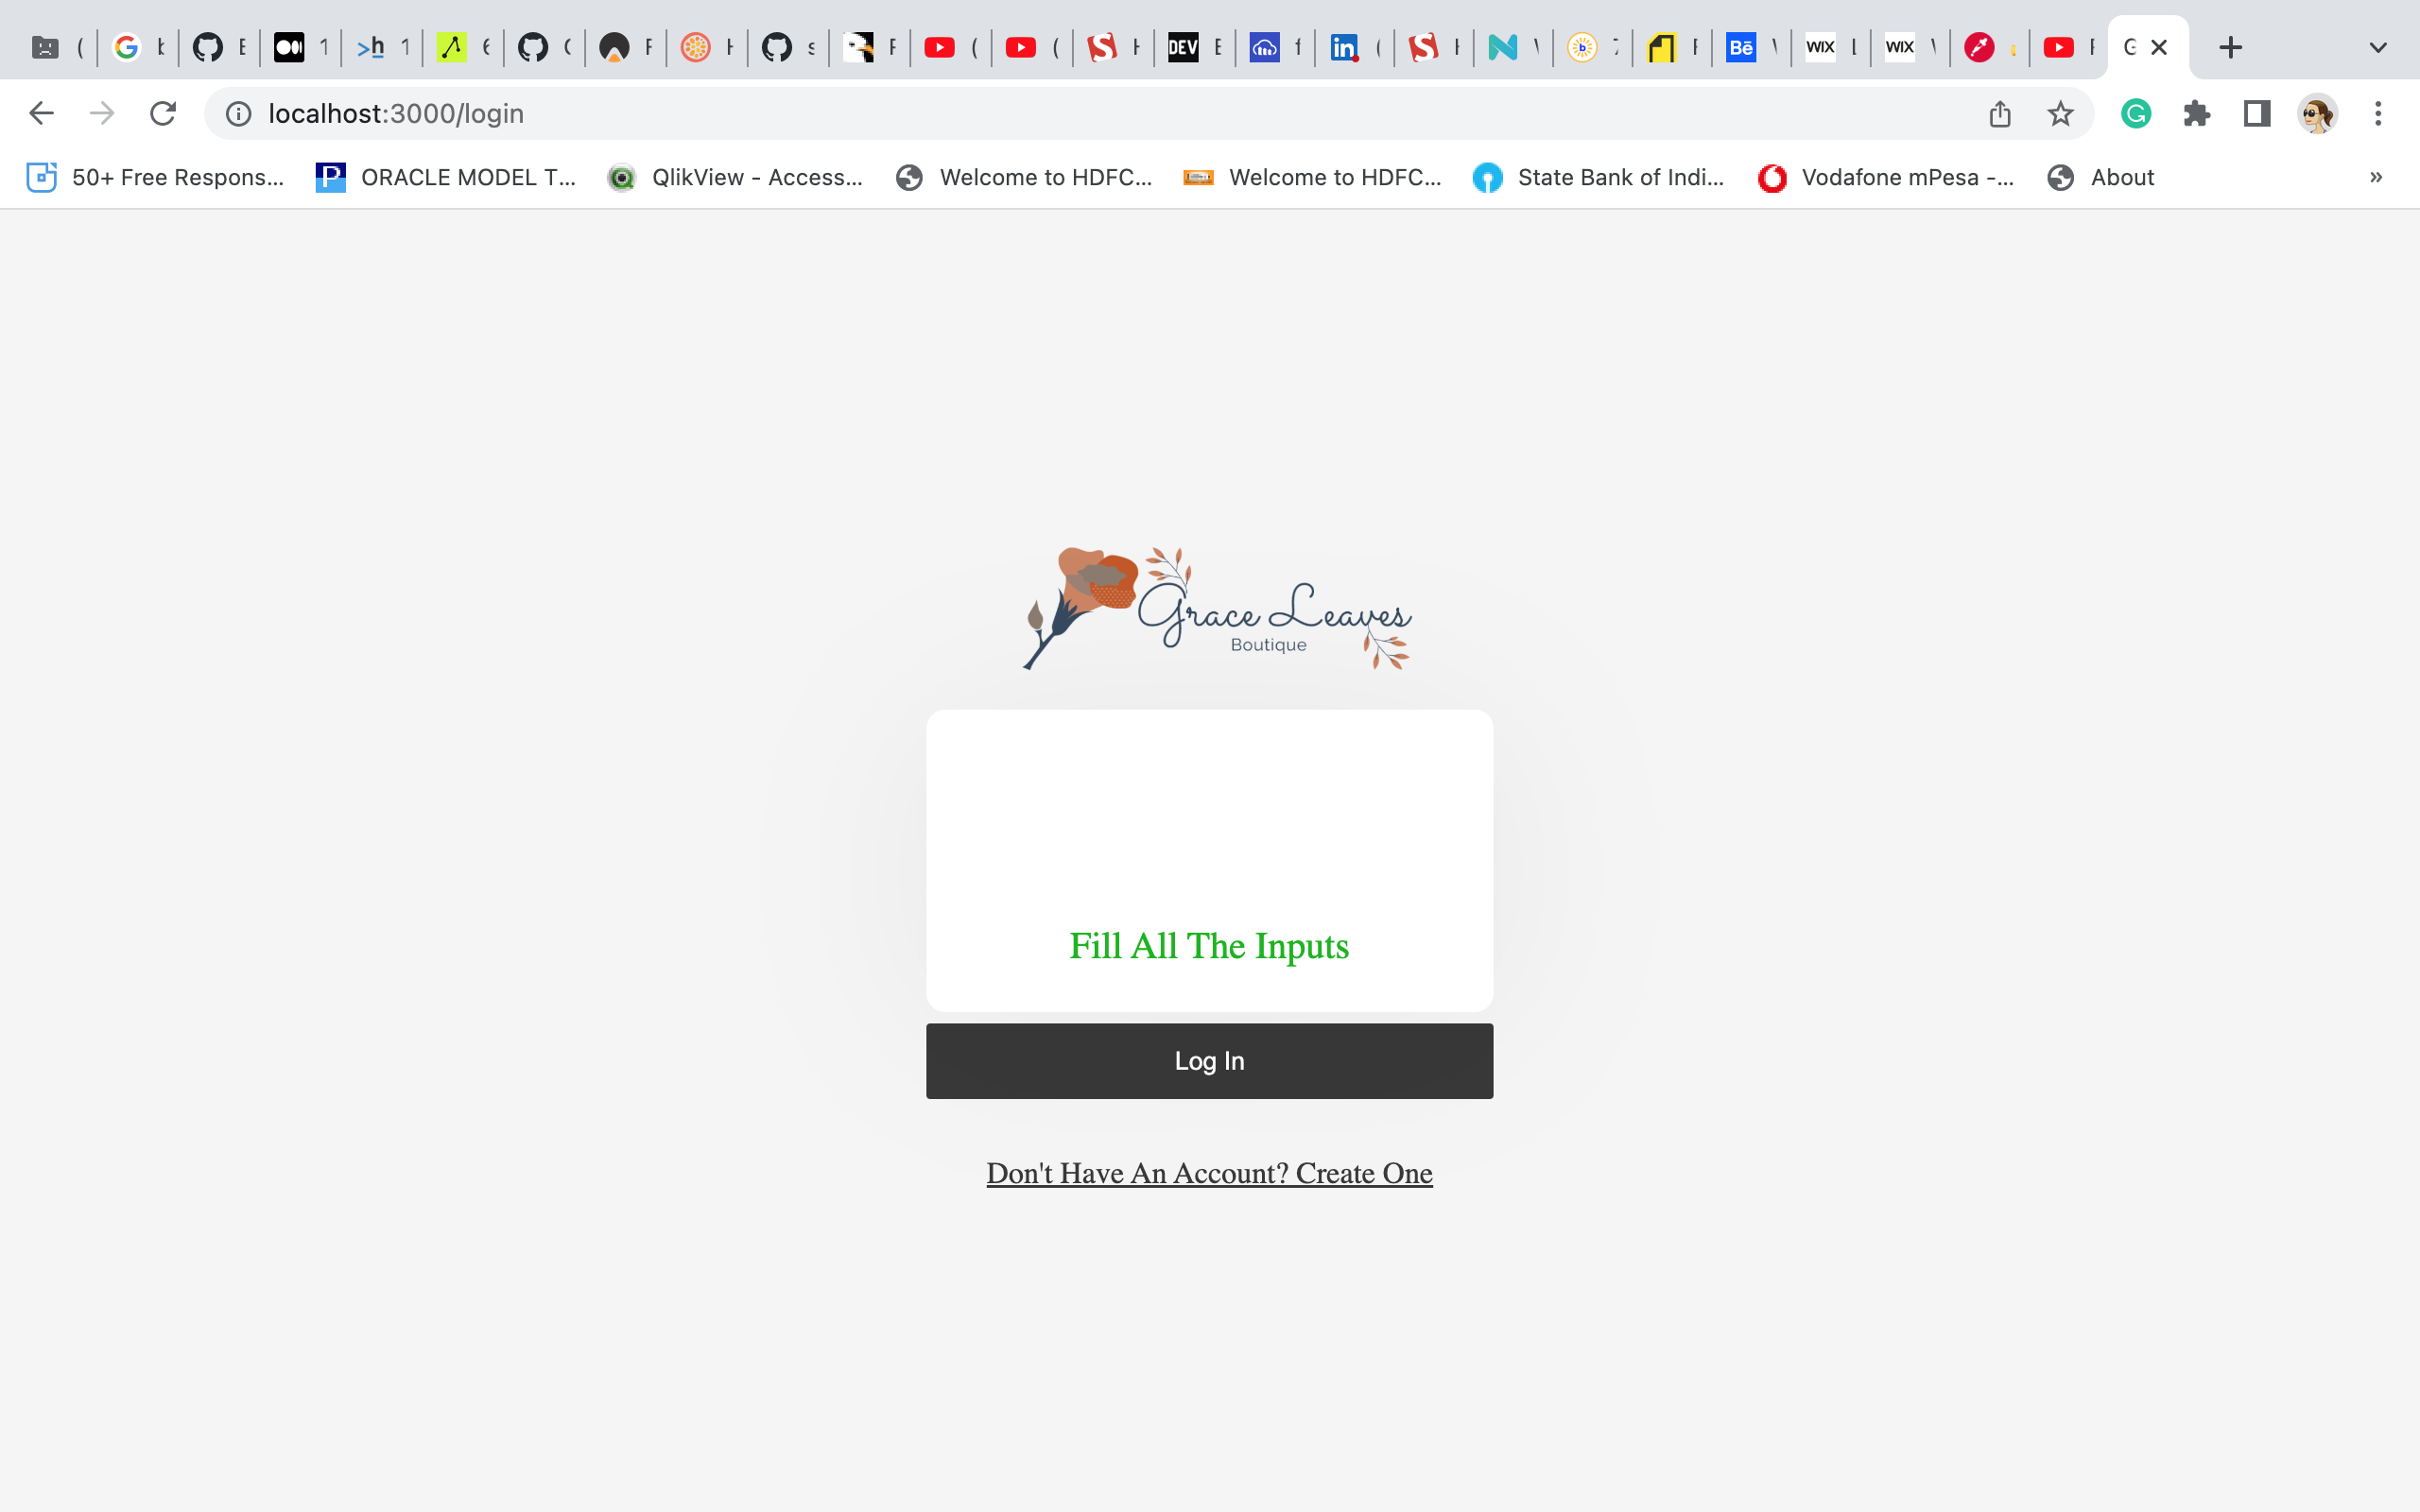 localhost:3000/login
50+ Free Respons... ORACLE MODEL T... QlikView - Access... Welcome to HDFC... Welcome to HDFC... State Bank of Indi... Vodafone mPesa -... About »
Grace Leaves
Boutique
Fill All The Inputs
Log In
Don't Have An Account? Create One